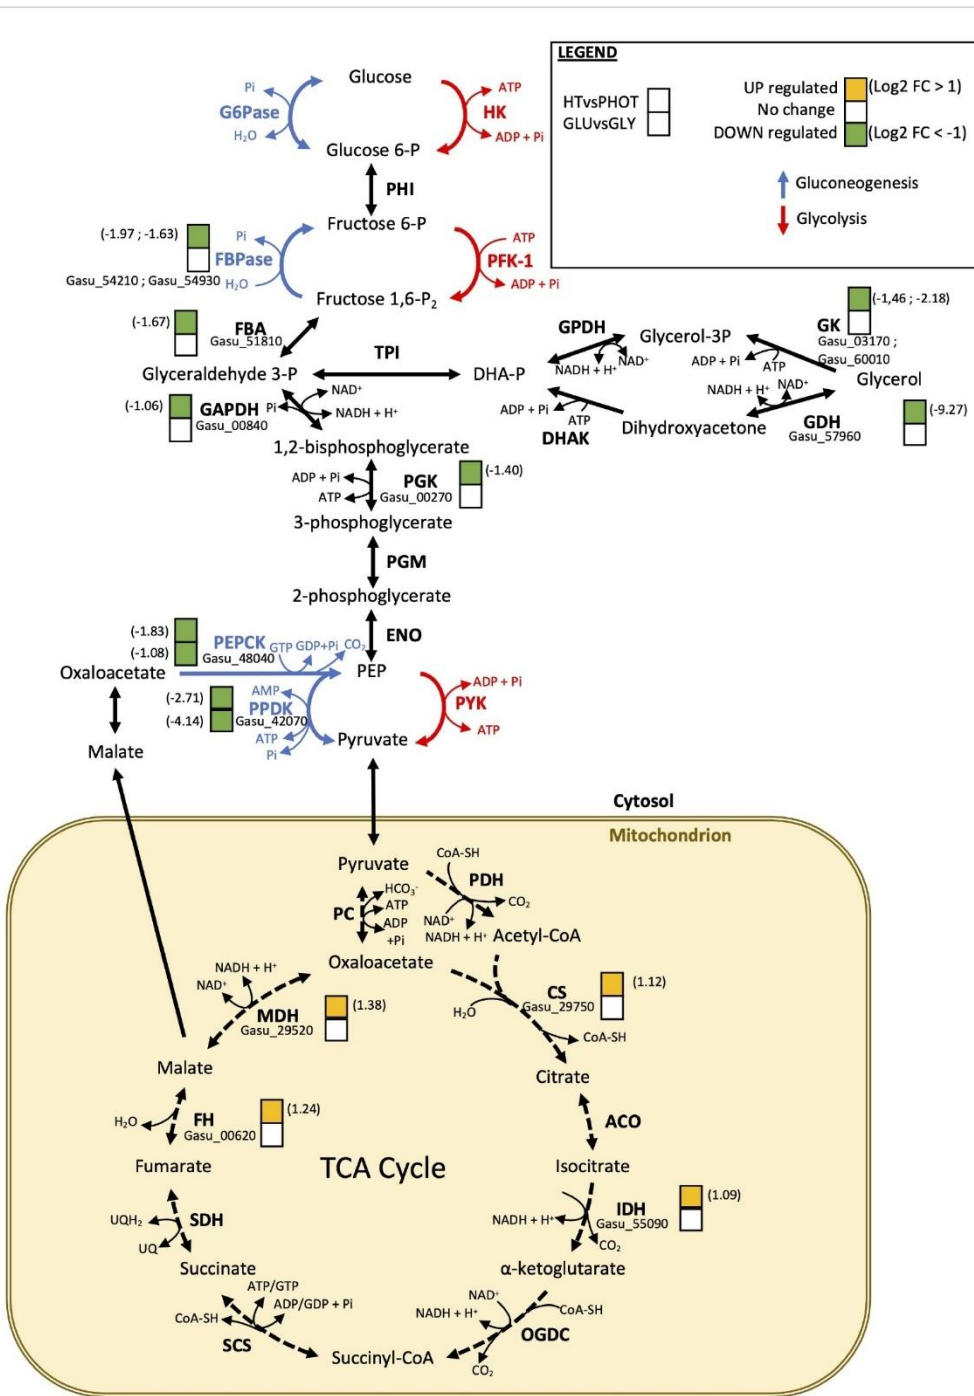 LEGEND
HTvsPHOT
GLUvsGLY
UP regulated (Log2 FC > 1)
No change
DOWN regulated (Log2 FC < -1)
Gluconeogenesis
Glycolysis
Glucose
Pi
G6Pase
H₂O
ATP
HK
ADP + Pi
Glucose 6-P
PHI
Fructose 6-P
(-1.97 ; -1.63)
Pi
FBPase
H₂O
Gasu_54210 ; Gasu_54930
ATP
PFK-1
ADP + Pi
Fructose 1,6-P₂
(-1.67)
FBA
Gasu_51810
TPI
Glyceraldehyde 3-P
DHA-P
GPDH
NADH + H⁺
NAD⁺
Glycerol-3P
(-1,46 ; -2.18)
GK
Gasu_03170 ;
Gasu_60010
ADP + Pi
ATP
Glycerol
NADH + H⁺
NAD⁺
(-9.27)
GDH
Gasu_57960
Dihydroxyacetone
ADP + Pi
ATP
DHAK
(-1.06)
GAPDH
Gasu_00840
Pi
NAD⁺
NADH + H⁺
1,2-bisphosphoglycerate
ADP + Pi
ATP
PGK
Gasu_00270
(-1.40)
3-phosphoglycerate
PGM
2-phosphoglycerate
ENO
(-1.83)
(-1.08)
PEPCK
Gasu_48040
GTP
GDP+Pi
CO₂
Oxaloacetate
PEP
(-2.71)
(-4.14)
AMP
PPDK
Gasu_42070
ATP
Pi
ADP + Pi
PYK
ATP
Malate
Pyruvate
Cytosol
Mitochondrion
Pyruvate
CoA-SH
PDH
CO₂
NAD⁺
NADH + H⁺
Acetyl-CoA
PC
HCO₃⁻
ATP
ADP
+Pi
Oxaloacetate
NADH + H⁺
NAD⁺
MDH
Gasu_29520
(1.38)
H₂O
CS
Gasu_29750
(1.12)
CoA-SH
Malate
Citrate
H₂O
FH
Gasu_00620
(1.24)
ACO
Fumarate
TCA Cycle
Isocitrate
NADH + H⁺
IDH
Gasu_55090
(1.09)
CO₂
UQH₂
SDH
UQ
Succinate
α-ketoglutarate
ATP/GTP
ADP/GDP + Pi
CoA-SH
SCS
NAD⁺
NADH + H⁺
CoA-SH
OGDC
CO₂
Succinyl-CoA